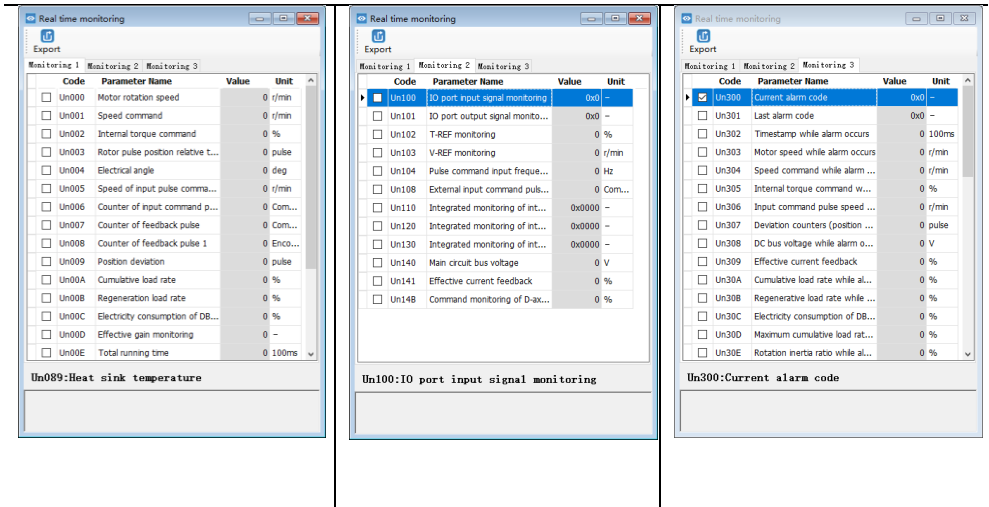 Real time monitoring
Export
Monitoring 1 Monitoring 2 Monitoring 3
Code Parameter Name Value Unit
Un000 Motor rotation speed 0 r/min
Un001 Speed command 0 r/min
Un002 Internal torque command 0 %
Un003 Rotor pulse position relative t... 0 pulse
Un004 Electrical angle 0 deg
Un005 Speed of input pulse comma... 0 r/min
Un006 Counter of input command p... 0 Com...
Un007 Counter of feedback pulse 0 Com...
Un008 Counter of feedback pulse 1 0 Enco...
Un009 Position deviation 0 pulse
Un00A Cumulative load rate 0 %
Un00B Regeneration load rate 0 %
Un00C Electricity consumption of DB... 0 %
Un00D Effective gain monitoring 0 –
Un00E Total running time 0 100ms
Un089:Heat sink temperature
Real time monitoring
Export
Monitoring 1 Monitoring 2 Monitoring 3
Code Parameter Name Value Unit
Un100 IO port input signal monitoring 0x0 –
Un101 IO port output signal monito... 0x0 –
Un102 T-REF monitoring 0 %
Un103 V-REF monitoring 0 r/min
Un104 Pulse command input freque... 0 Hz
Un108 External input command puls... 0 Com...
Un110 Integrated monitoring of int... 0x0000 –
Un120 Integrated monitoring of int... 0x0000 –
Un130 Integrated monitoring of int... 0x0000 –
Un140 Main circuit bus voltage 0 V
Un141 Effective current feedback 0 %
Un14B Command monitoring of D-ax... 0 %
Un100:IO port input signal monitoring
Real time monitoring
Export
Monitoring 1 Monitoring 2 Monitoring 3
Code Parameter Name Value Unit
Un300 Current alarm code 0x0 –
Un301 Last alarm code 0x0 –
Un302 Timestamp while alarm occurs 0 100ms
Un303 Motor speed while alarm occurs 0 r/min
Un304 Speed command while alarm ... 0 r/min
Un305 Internal torque command w... 0 %
Un306 Input command pulse speed ... 0 r/min
Un307 Deviation counters (position ... 0 pulse
Un308 DC bus voltage while alarm o... 0 V
Un309 Effective current feedback 0 %
Un30A Cumulative load rate while al... 0 %
Un30B Regenerative load rate while ... 0 %
Un30C Electricity consumption of DB... 0 %
Un30D Maximum cumulative load rat... 0 %
Un30E Rotation inertia ratio while al... 0 %
Un300:Current alarm code